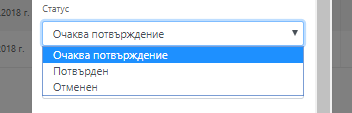 Статус
.2018 г.
Очаква потвърждение
Очаква потвърждение
2018 г.
Потвърден
Отменен